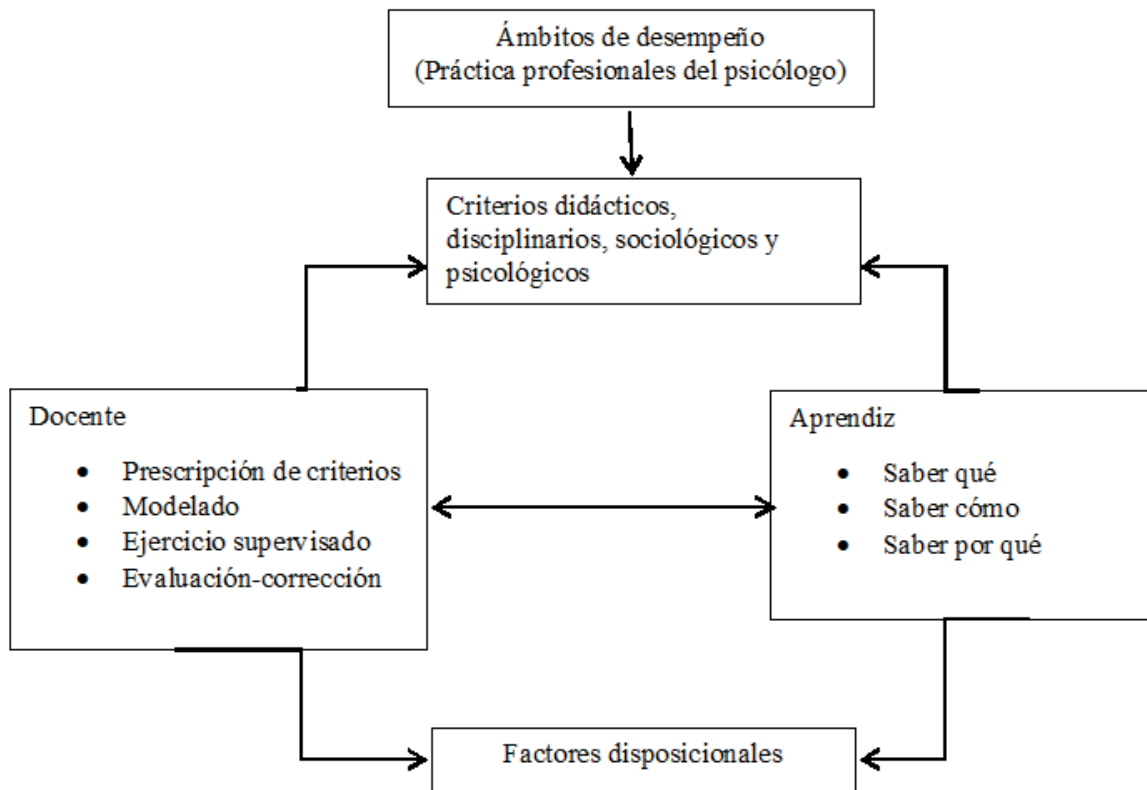 Ámbitos de desempeño
(Práctica profesionales del psicólogo)
Criterios didácticos,
disciplinarios, sociológicos y
psicológicos
Docente
• Prescripción de criterios
• Modelado
• Ejercicio supervisado
• Evaluación-corrección
Aprendiz
• Saber qué
• Saber cómo
• Saber por qué
Factores disposicionales